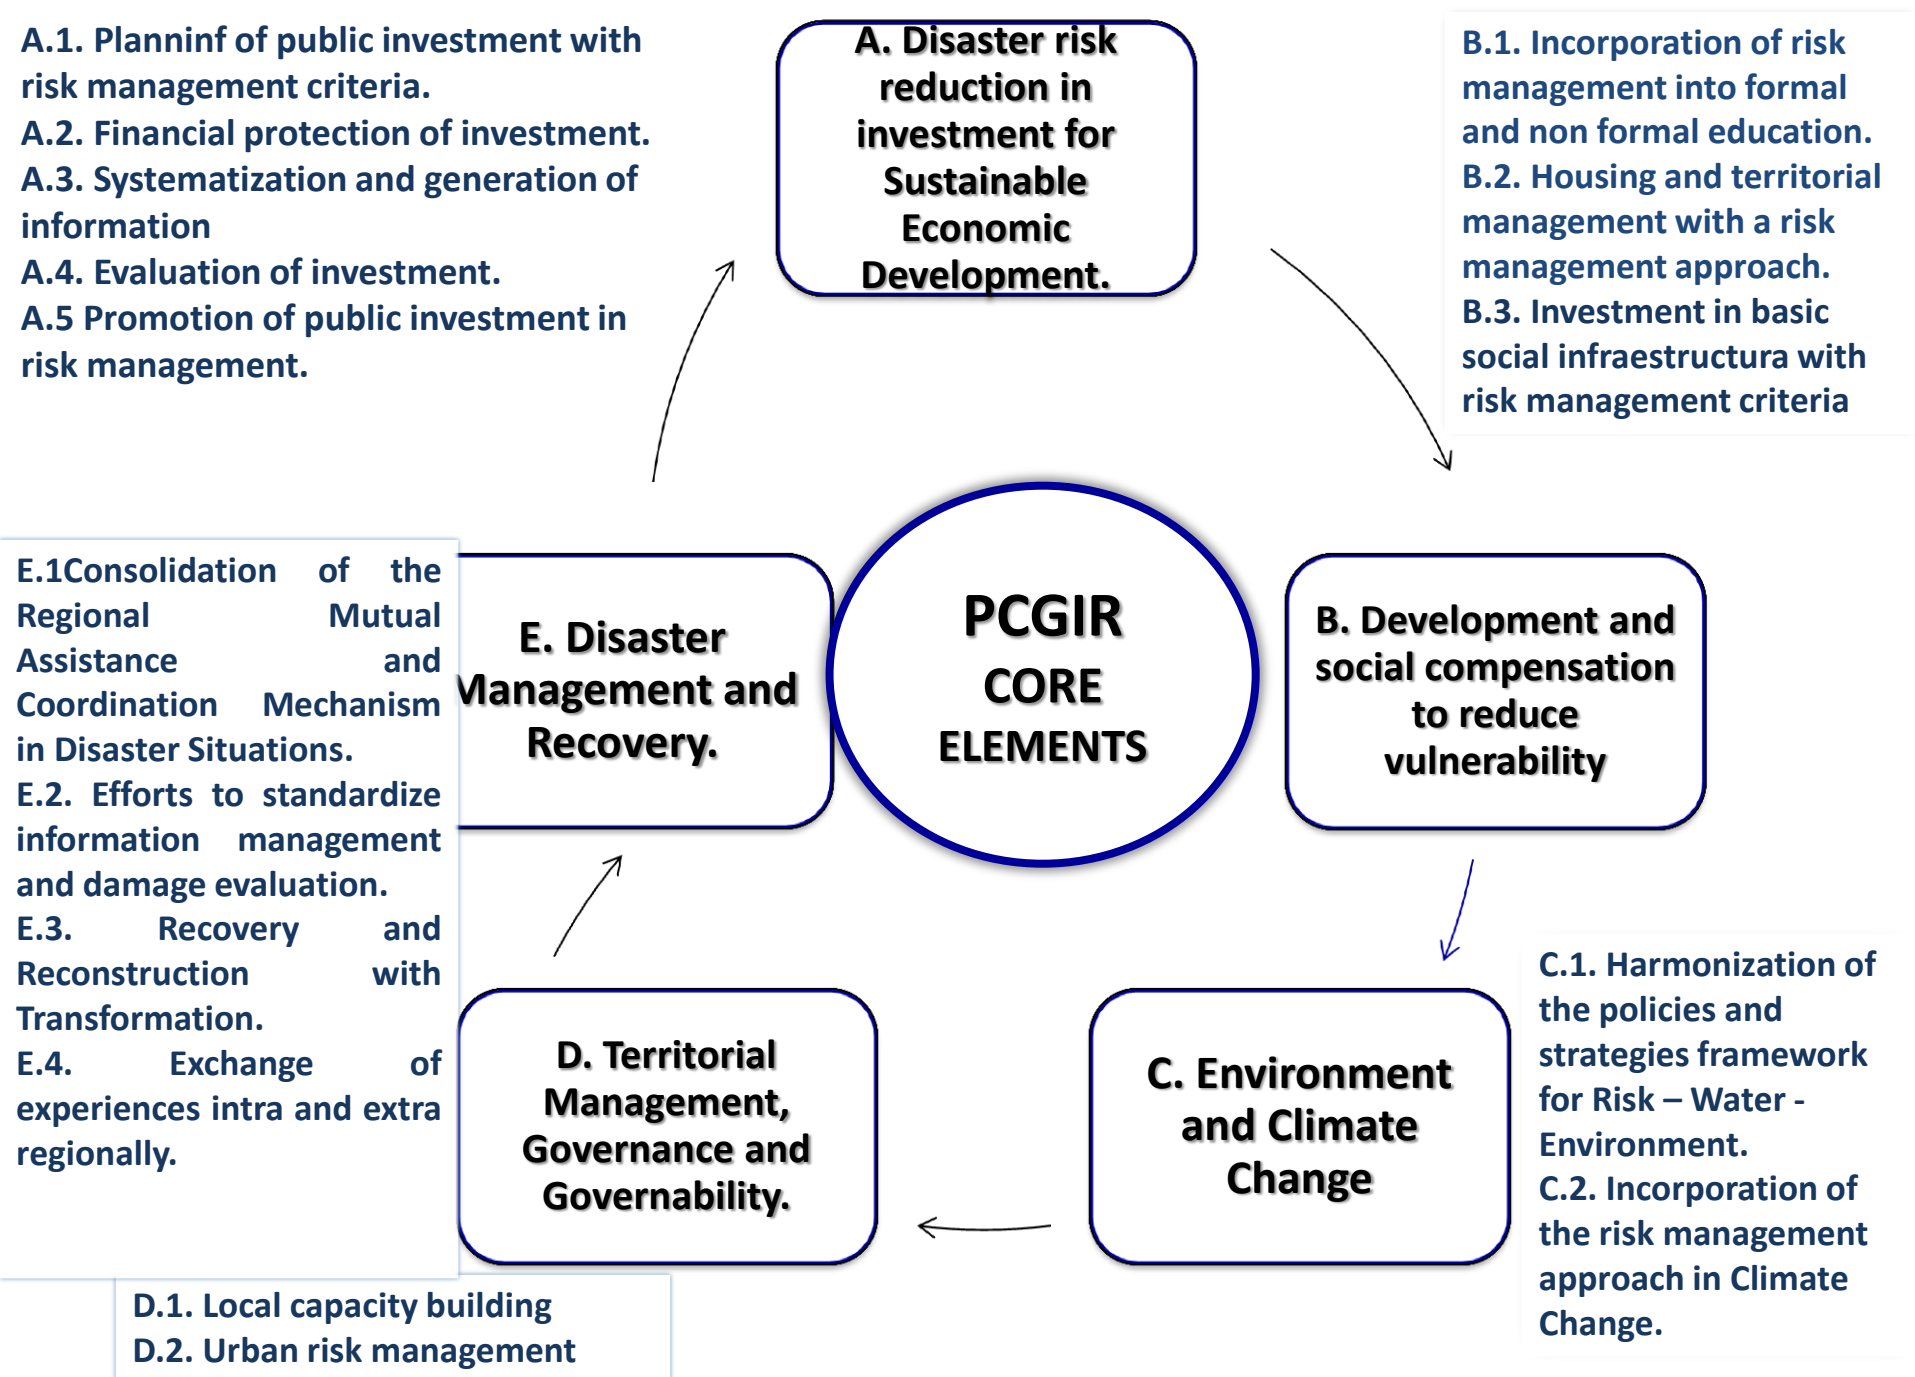 A.1. Planninf of public investment with
risk management criteria.
A.2. Financial protection of investment.
A.3. Systematization and generation of
information
A.4. Evaluation of investment.
A.5 Promotion of public investment in
risk management.
A. Disaster risk
reduction in
investment for
Sustainable
Economic
Development.
B.1. Incorporation of risk
management into formal
and non formal education.
B.2. Housing and territorial
management with a risk
management approach.
B.3. Investment in basic
social infraestructura with
risk management criteria
E.1Consolidation of the
Regional Mutual
Assistance and
Coordination Mechanism
in Disaster Situations.
E.2. Efforts to standardize
information management
and damage evaluation.
E.3. Recovery and
Reconstruction with
Transformation.
E.4. Exchange of
experiences intra and extra
regionally.
E. Disaster
Management and
Recovery.
PCGIR
CORE
ELEMENTS
B. Development and
social compensation
to reduce
vulnerability
D. Territorial
Management,
Governance and
Governability.
C. Environment
and Climate
Change
C.1. Harmonization of
the policies and
strategies framework
for Risk – Water -
Environment.
C.2. Incorporation of
the risk management
approach in Climate
Change.
D.1. Local capacity building
D.2. Urban risk management